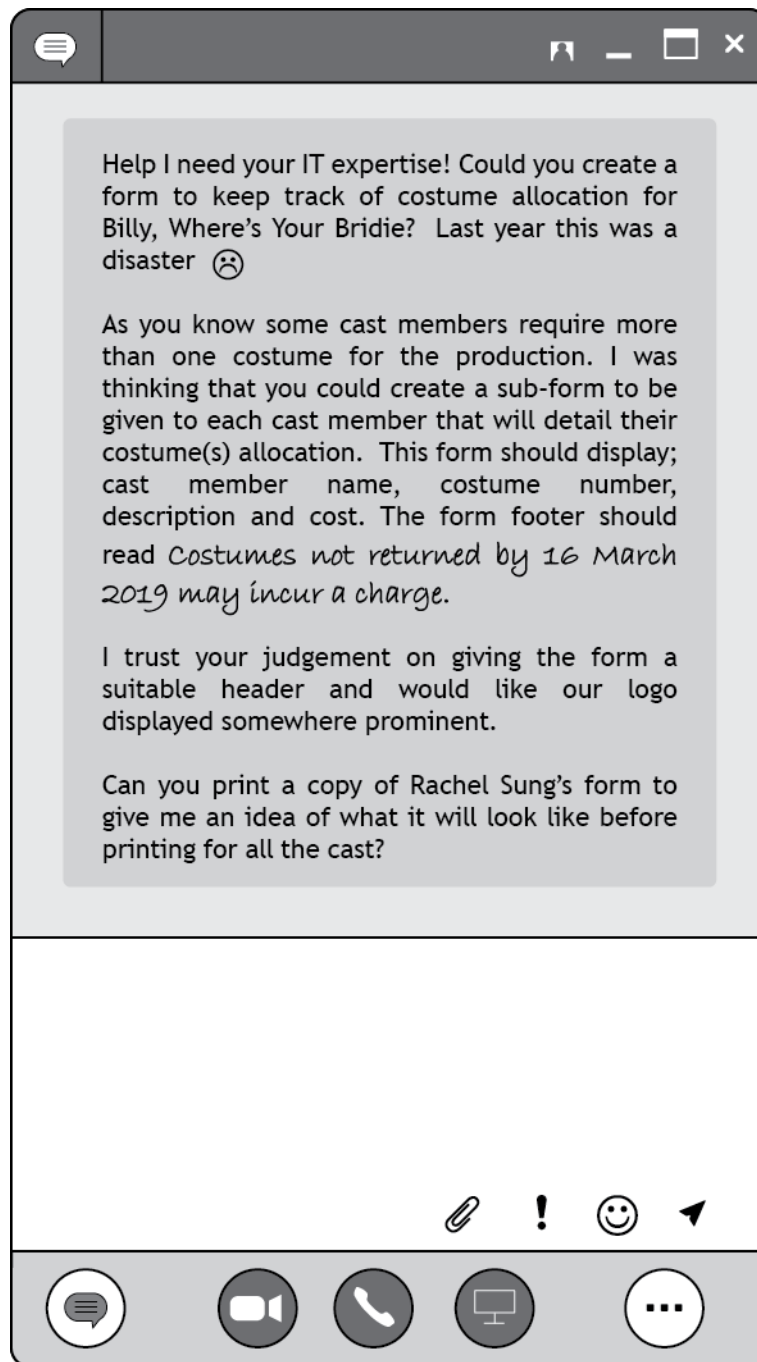 Help I need your IT expertise! Could you create a
form to keep track of costume allocation for
Billy, Where's Your Bridie?  Last year this was a
disaster ☹
As you know some cast members require more
than one costume for the production. I was
thinking that you could create a sub-form to be
given to each cast member that will detail their
costume(s) allocation.  This form should display;
cast member name, costume number,
description and cost. The form footer should
read Costumes not returned by 16 March
2019 may incur a charge.
I trust your judgement on giving the form a
suitable header and would like our logo
displayed somewhere prominent.
Can you print a copy of Rachel Sung's form to
give me an idea of what it will look like before
printing for all the cast?